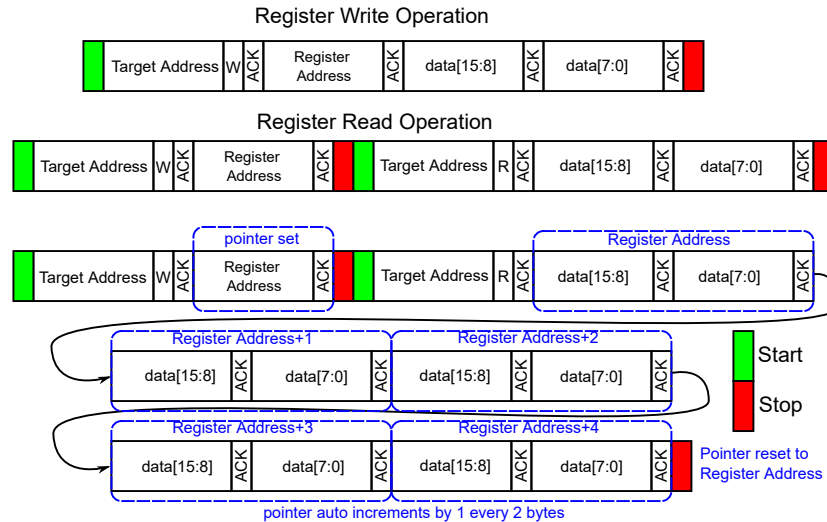 Register Write Operation
Target Address W ACK Register Address ACK data[15:8] ACK data[7:0] ACK
Register Read Operation
Target Address W ACK Register Address ACK Target Address R ACK data[15:8] ACK data[7:0] ACK
pointer set Register Address
Target Address W ACK Register Address ACK Target Address R ACK data[15:8] ACK data[7:0] ACK
Register Address+1 Register Address+2
data[15:8] ACK data[7:0] ACK data[15:8] ACK data[7:0] ACK
Start
Stop
Register Address+3 Register Address+4
data[15:8] ACK data[7:0] ACK data[15:8] ACK data[7:0] ACK
Pointer reset to
Register Address
pointer auto increments by 1 every 2 bytes